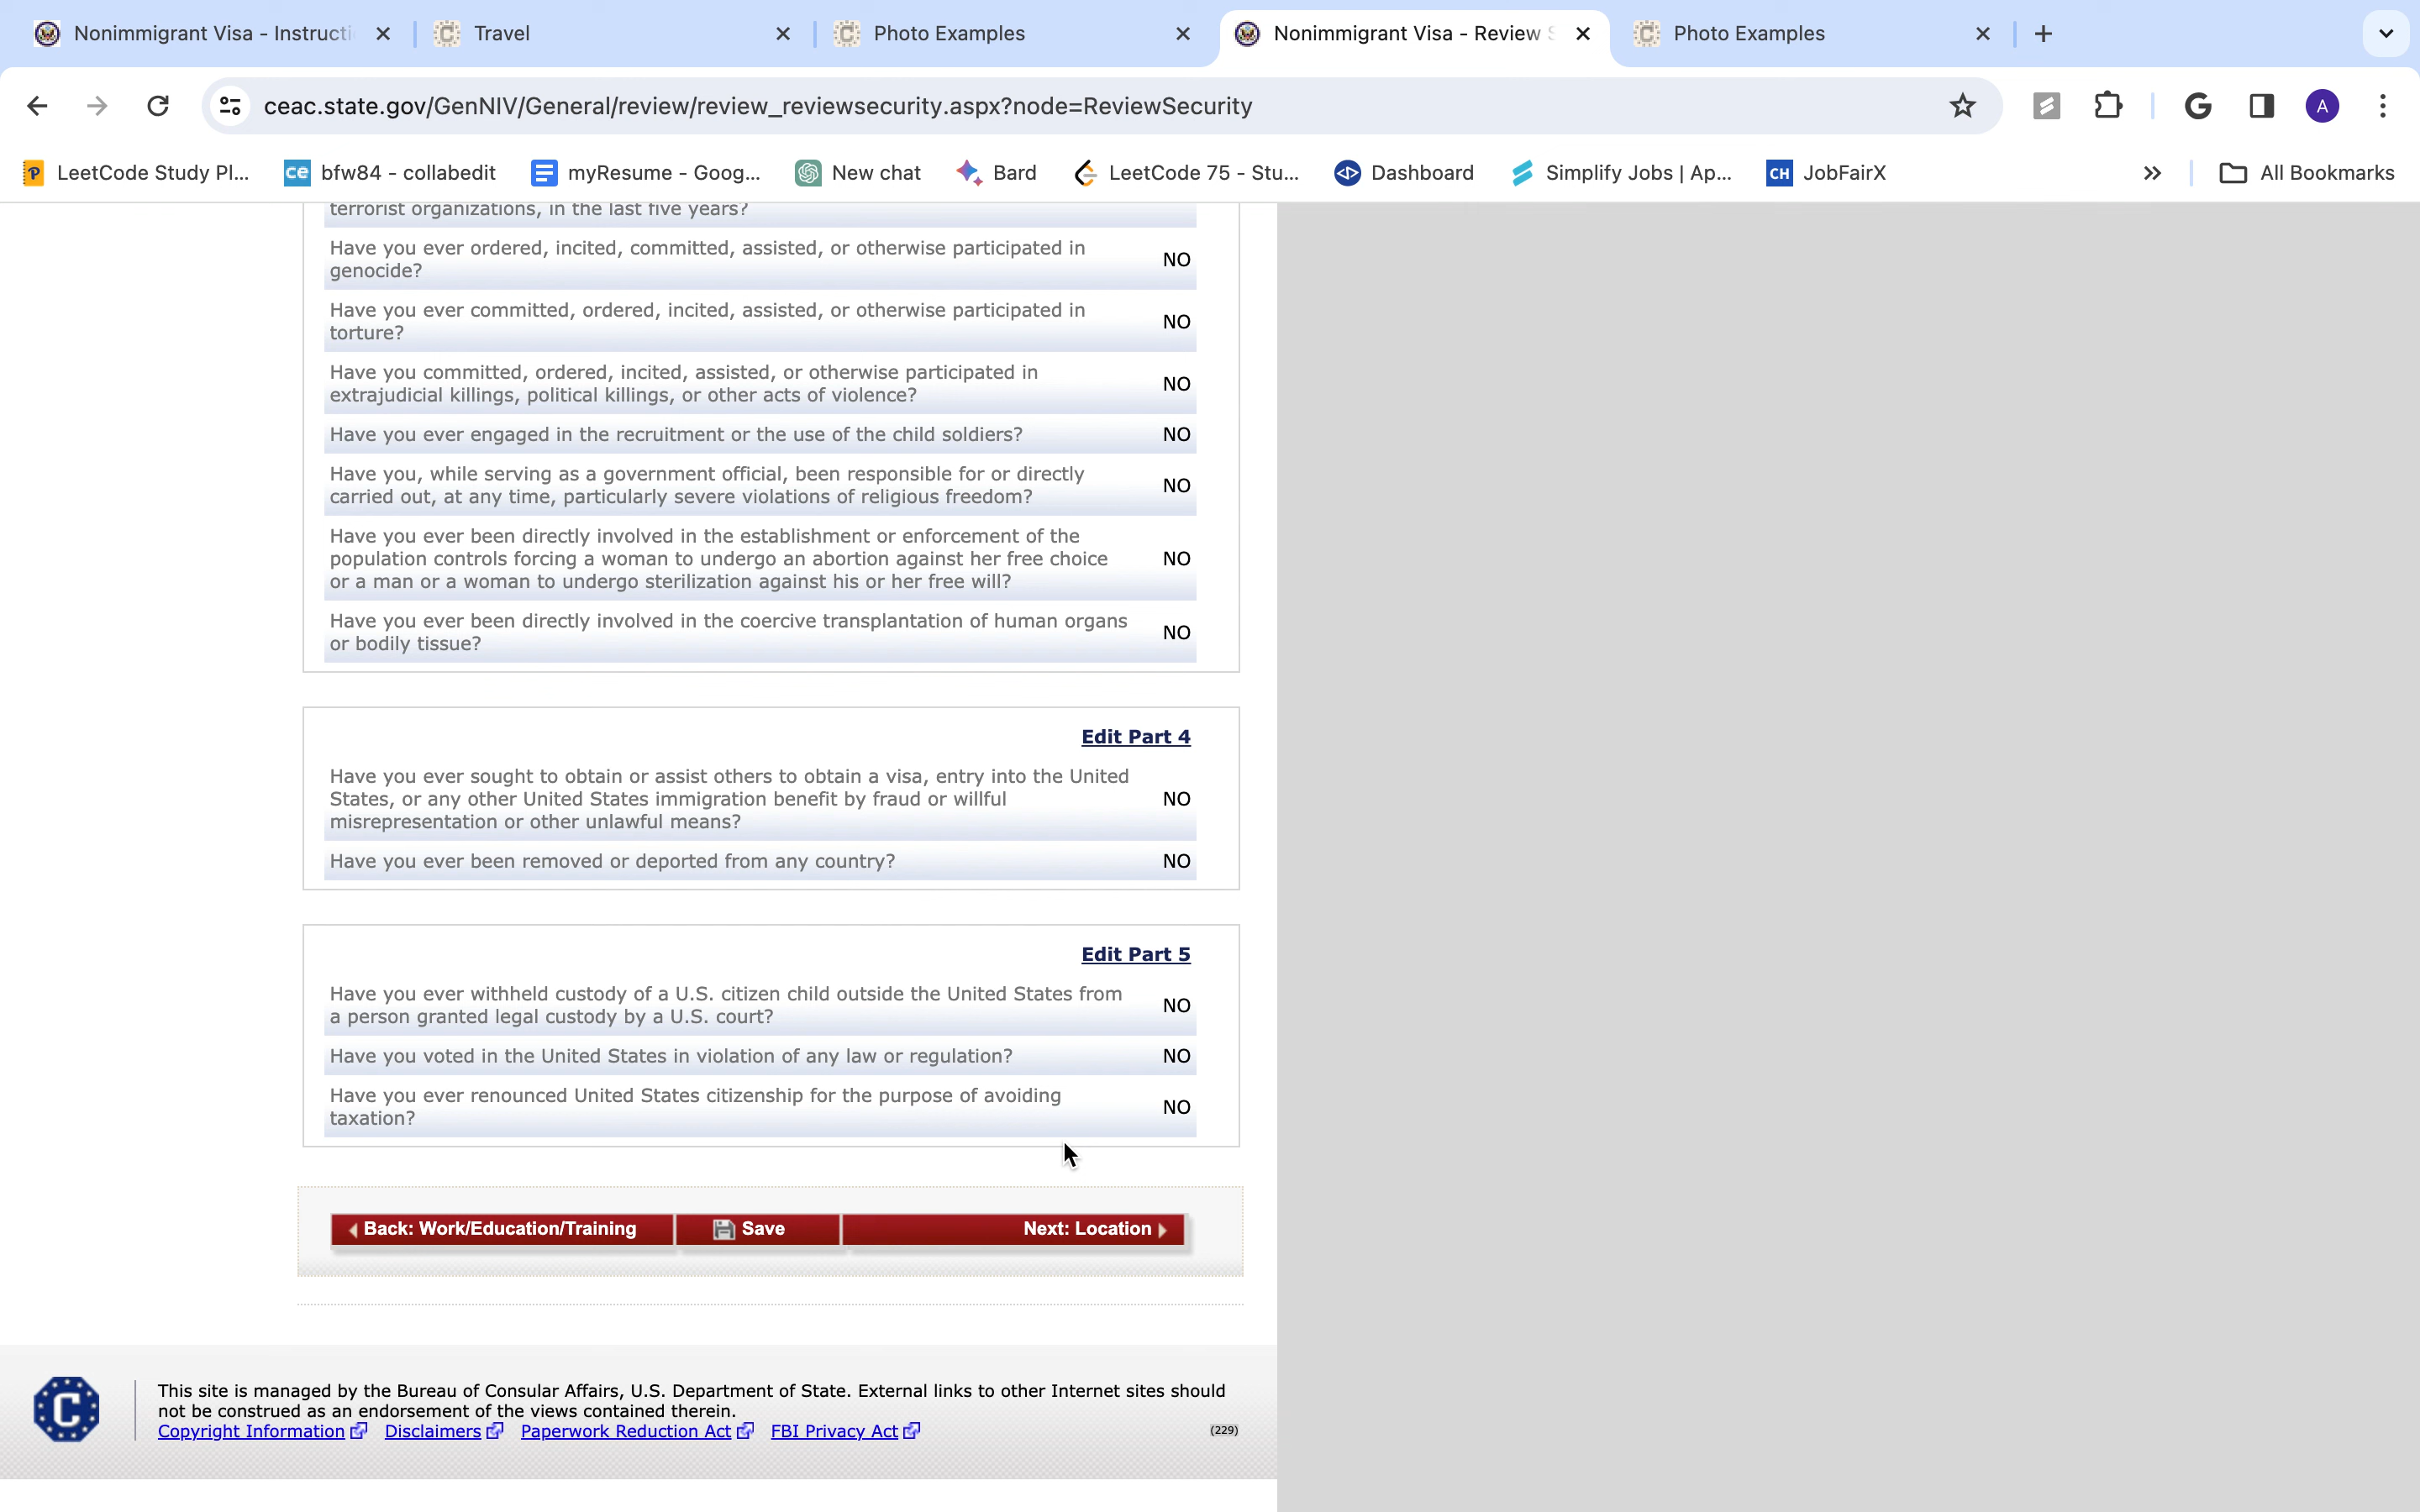 Nonimmigrant Visa - Instructi
Travel
Photo Examples
Nonimmigrant Visa - Review S
Photo Examples
ceac.state.gov/GenNIV/General/review/review_reviewsecurity.aspx?node=ReviewSecurity
A
LeetCode Study Pl...
ce bfw84 - collabedit
myResume - Goog...
New chat
Bard
LeetCode 75 - Stu...
Dashboard
Simplify Jobs | Ap...
CH JobFairX
All Bookmarks
terrorist organizations, in the last five years?
Have you ever ordered, incited, committed, assisted, or otherwise participated in
genocide?
NO
Have you ever committed, ordered, incited, assisted, or otherwise participated in
torture?
NO
Have you committed, ordered, incited, assisted, or otherwise participated in
extrajudicial killings, political killings, or other acts of violence?
NO
Have you ever engaged in the recruitment or the use of the child soldiers? NO
Have you, while serving as a government official, been responsible for or directly
carried out, at any time, particularly severe violations of religious freedom?
NO
Have you ever been directly involved in the establishment or enforcement of the
population controls forcing a woman to undergo an abortion against her free choice NO
or a man or a woman to undergo sterilization against his or her free will?
Have you ever been directly involved in the coercive transplantation of human organs
or bodily tissue?
NO
Edit Part 4
Have you ever sought to obtain or assist others to obtain a visa, entry into the United
States, or any other United States immigration benefit by fraud or willful NO
misrepresentation or other unlawful means?
Have you ever been removed or deported from any country? NO
Edit Part 5
Have you ever withheld custody of a U.S. citizen child outside the United States from
a person granted legal custody by a U.S. court?
NO
Have you voted in the United States in violation of any law or regulation? NO
Have you ever renounced United States citizenship for the purpose of avoiding
taxation?
NO
Back: Work/Education/Training
Save
Next: Location
C
This site is managed by the Bureau of Consular Affairs, U.S. Department of State. External links to other Internet sites should
not be construed as an endorsement of the views contained therein.
Copyright Information Disclaimers Paperwork Reduction Act FBI Privacy Act
(229)